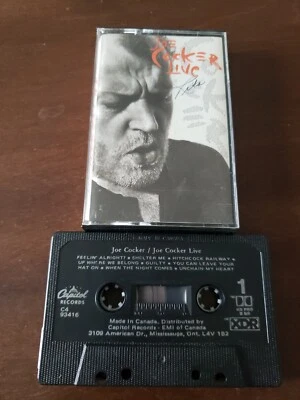 JOE
COCKER
LIVE
Joe Cocker / Joe Cocker Live
FEELIN' ALRIGHT • SHELTER ME • HITCHCOCK RAILWAY •
UP WHERE WE BELONG • GUILTY • YOU CAN LEAVE YOUR
HAT ON • WHEN THE NIGHT COMES • UNCHAIN MY HEART
Capitol
RECORDS
C4
93416
1
XDR
Made in Canada, Distributed by
Capitol Records - EMI of Canada
3109 American Dr., Mississauga, Ont. L4V 1B2